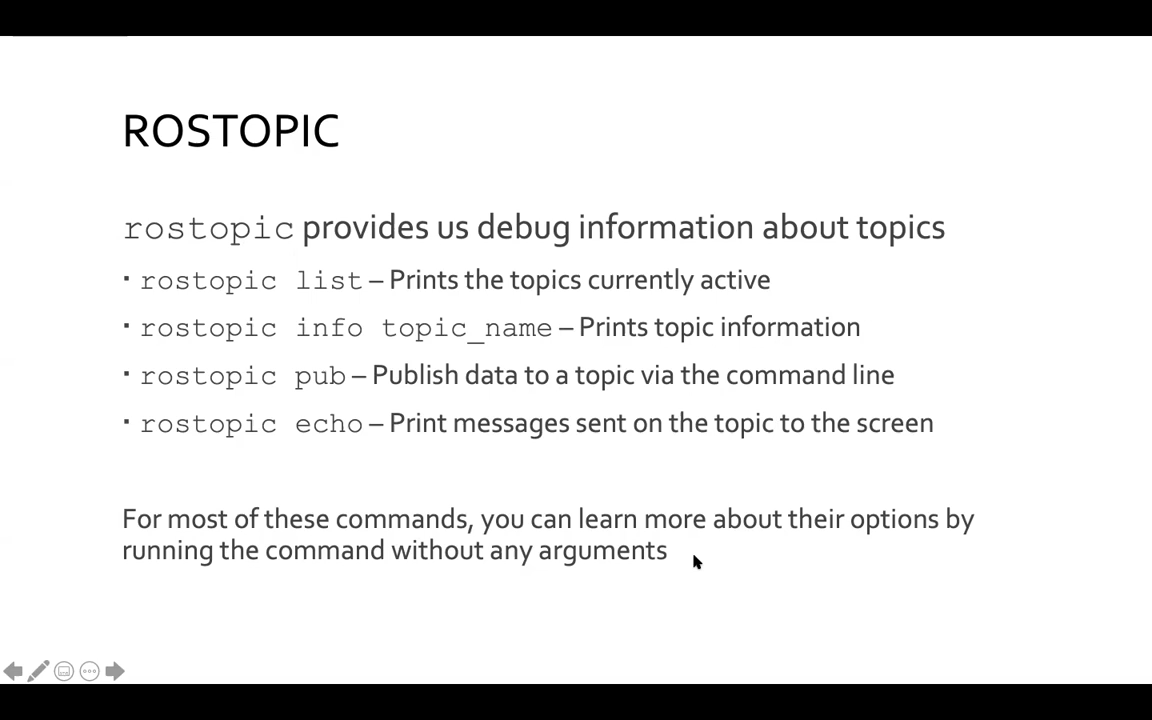 ROSTOPIC
rostopic provides us debug information about topics
▪ rostopic list – Prints the topics currently active
▪ rostopic info topic_name – Prints topic information
▪ rostopic pub – Publish data to a topic via the command line
▪ rostopic echo – Print messages sent on the topic to the screen
For most of these commands, you can learn more about their options by
running the command without any arguments